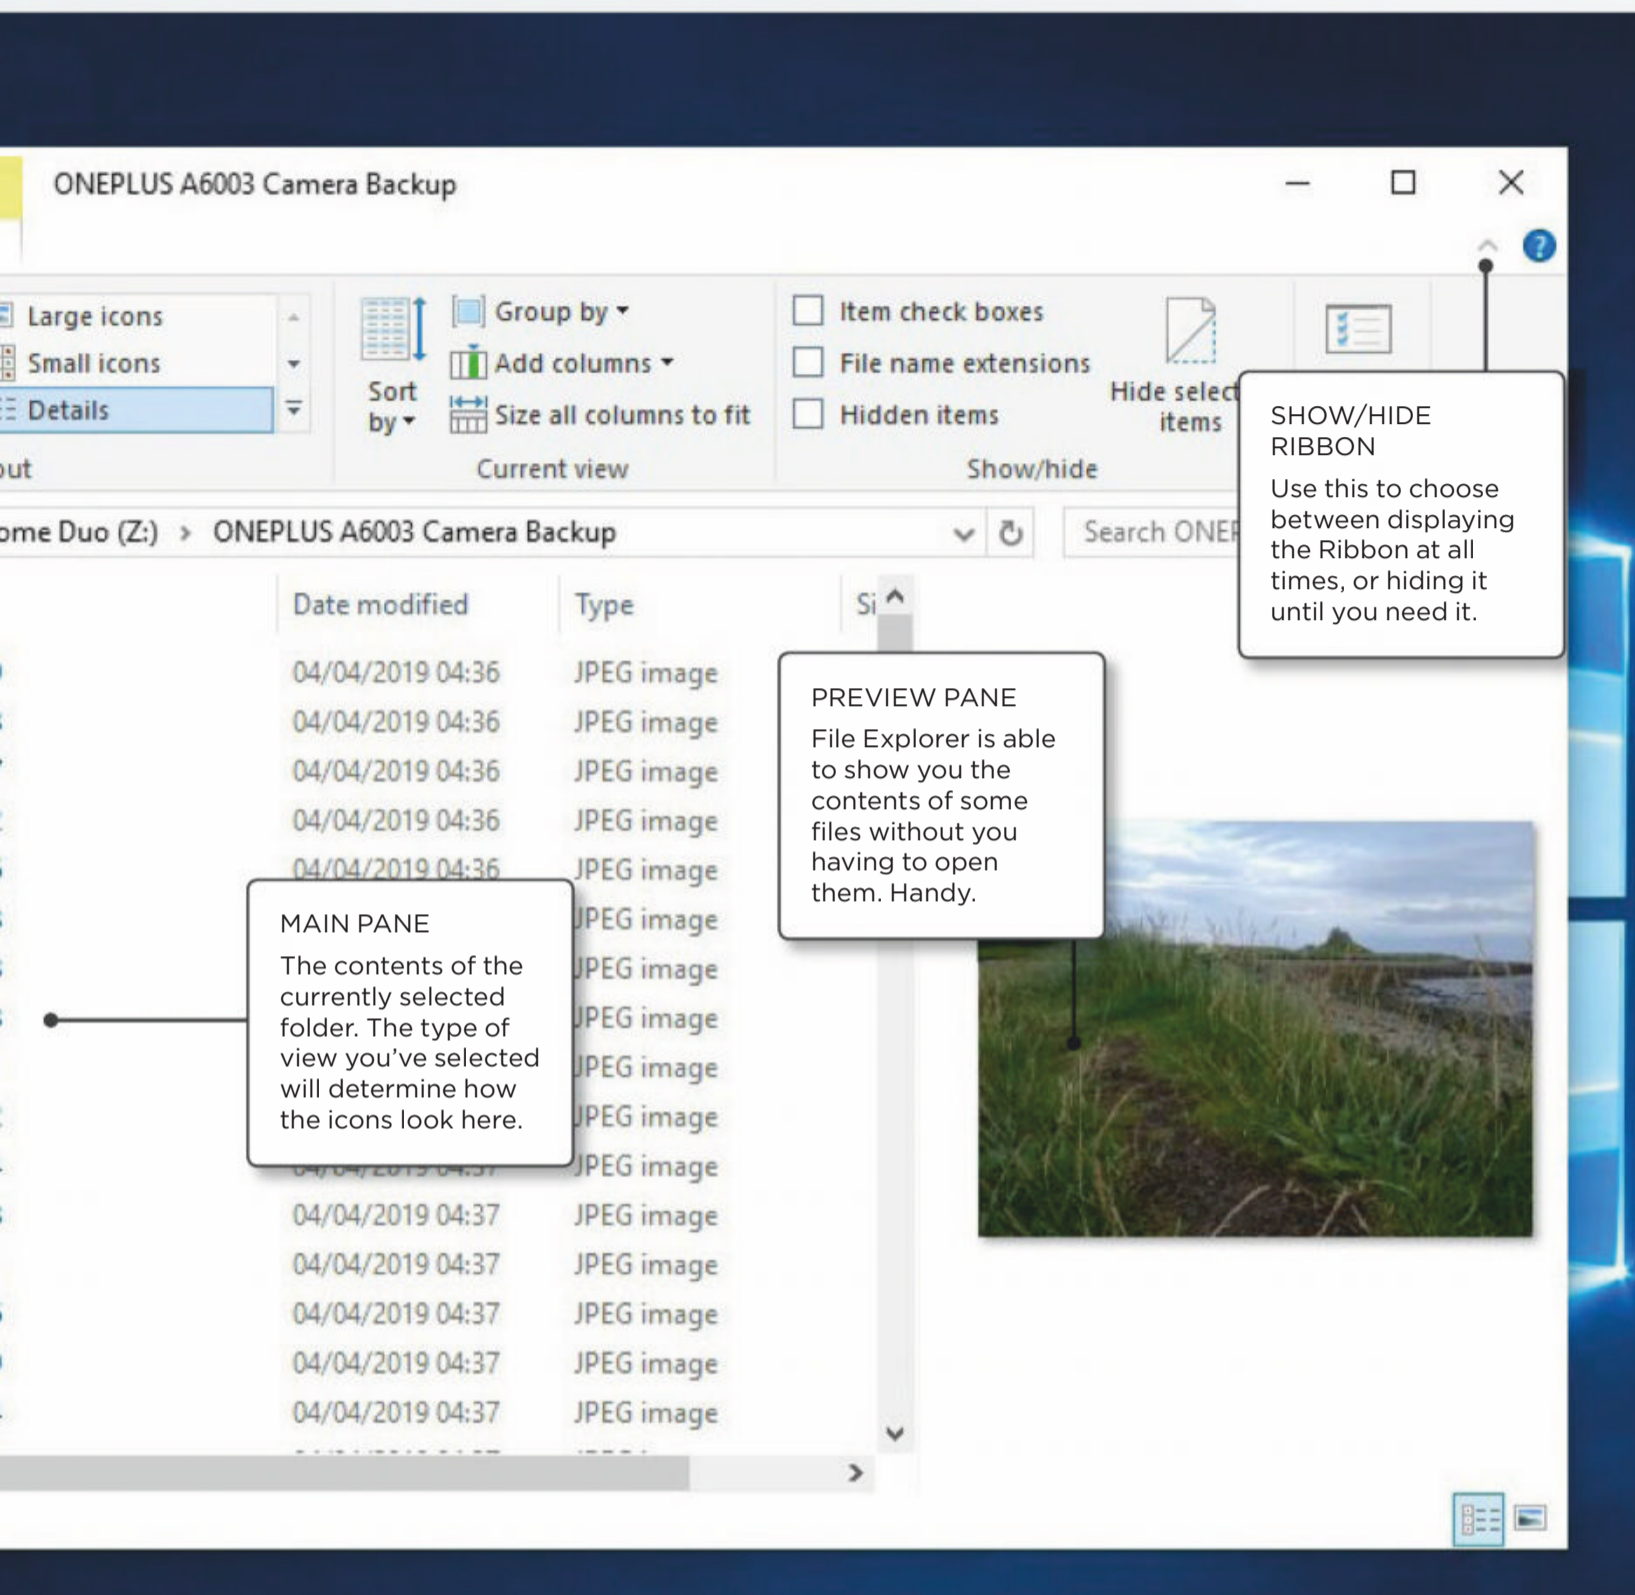 ONEPLUS A6003 Camera Backup
?
Large icons
Small icons
Details
Sort
by
Group by
Add columns
Size all columns to fit
Current view
Item check boxes
File name extensions
Hidden items
Hide select
items
Show/hide
SHOW/HIDE
RIBBON
Use this to choose
between displaying
the Ribbon at all
times, or hiding it
until you need it.
ome Duo (Z:) > ONEPLUS A6003 Camera Backup
Search ONEP
Date modified Type Si
04/04/2019 04:36 JPEG image
04/04/2019 04:36 JPEG image
04/04/2019 04:36 JPEG image
04/04/2019 04:36 JPEG image
04/04/2019 04:36 JPEG image
JPEG image
JPEG image
JPEG image
JPEG image
JPEG image
04/04/2019 04:37 JPEG image
04/04/2019 04:37 JPEG image
04/04/2019 04:37 JPEG image
04/04/2019 04:37 JPEG image
04/04/2019 04:37 JPEG image
04/04/2019 04:37 JPEG image
PREVIEW PANE
File Explorer is able
to show you the
contents of some
files without you
having to open
them. Handy.
MAIN PANE
The contents of the
currently selected
folder. The type of
view you've selected
will determine how
the icons look here.